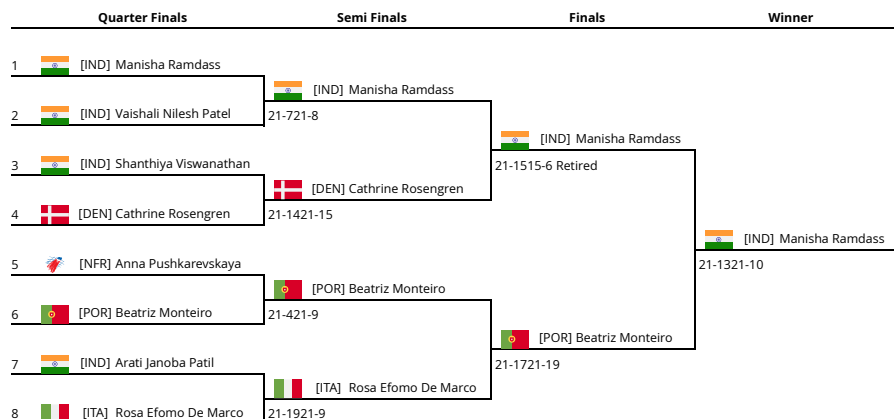 Quarter Finals Semi Finals Finals Winner
1 [IND] Manisha Ramdass
[IND] Manisha Ramdass
2 [IND] Vaishali Nilesh Patel
21-721-8
[IND] Manisha Ramdass
3 [IND] Shanthiya Viswanathan
21-1515-6 Retired
[DEN] Cathrine Rosengren
4 [DEN] Cathrine Rosengren
21-1421-15
[IND] Manisha Ramdass
5 [NFR] Anna Pushkarevskaya
21-1321-10
[POR] Beatriz Monteiro
6 [POR] Beatriz Monteiro
21-421-9
[POR] Beatriz Monteiro
7 [IND] Arati Janoba Patil
21-1721-19
[ITA] Rosa Efomo De Marco
8 [ITA] Rosa Efomo De Marco
21-1921-9